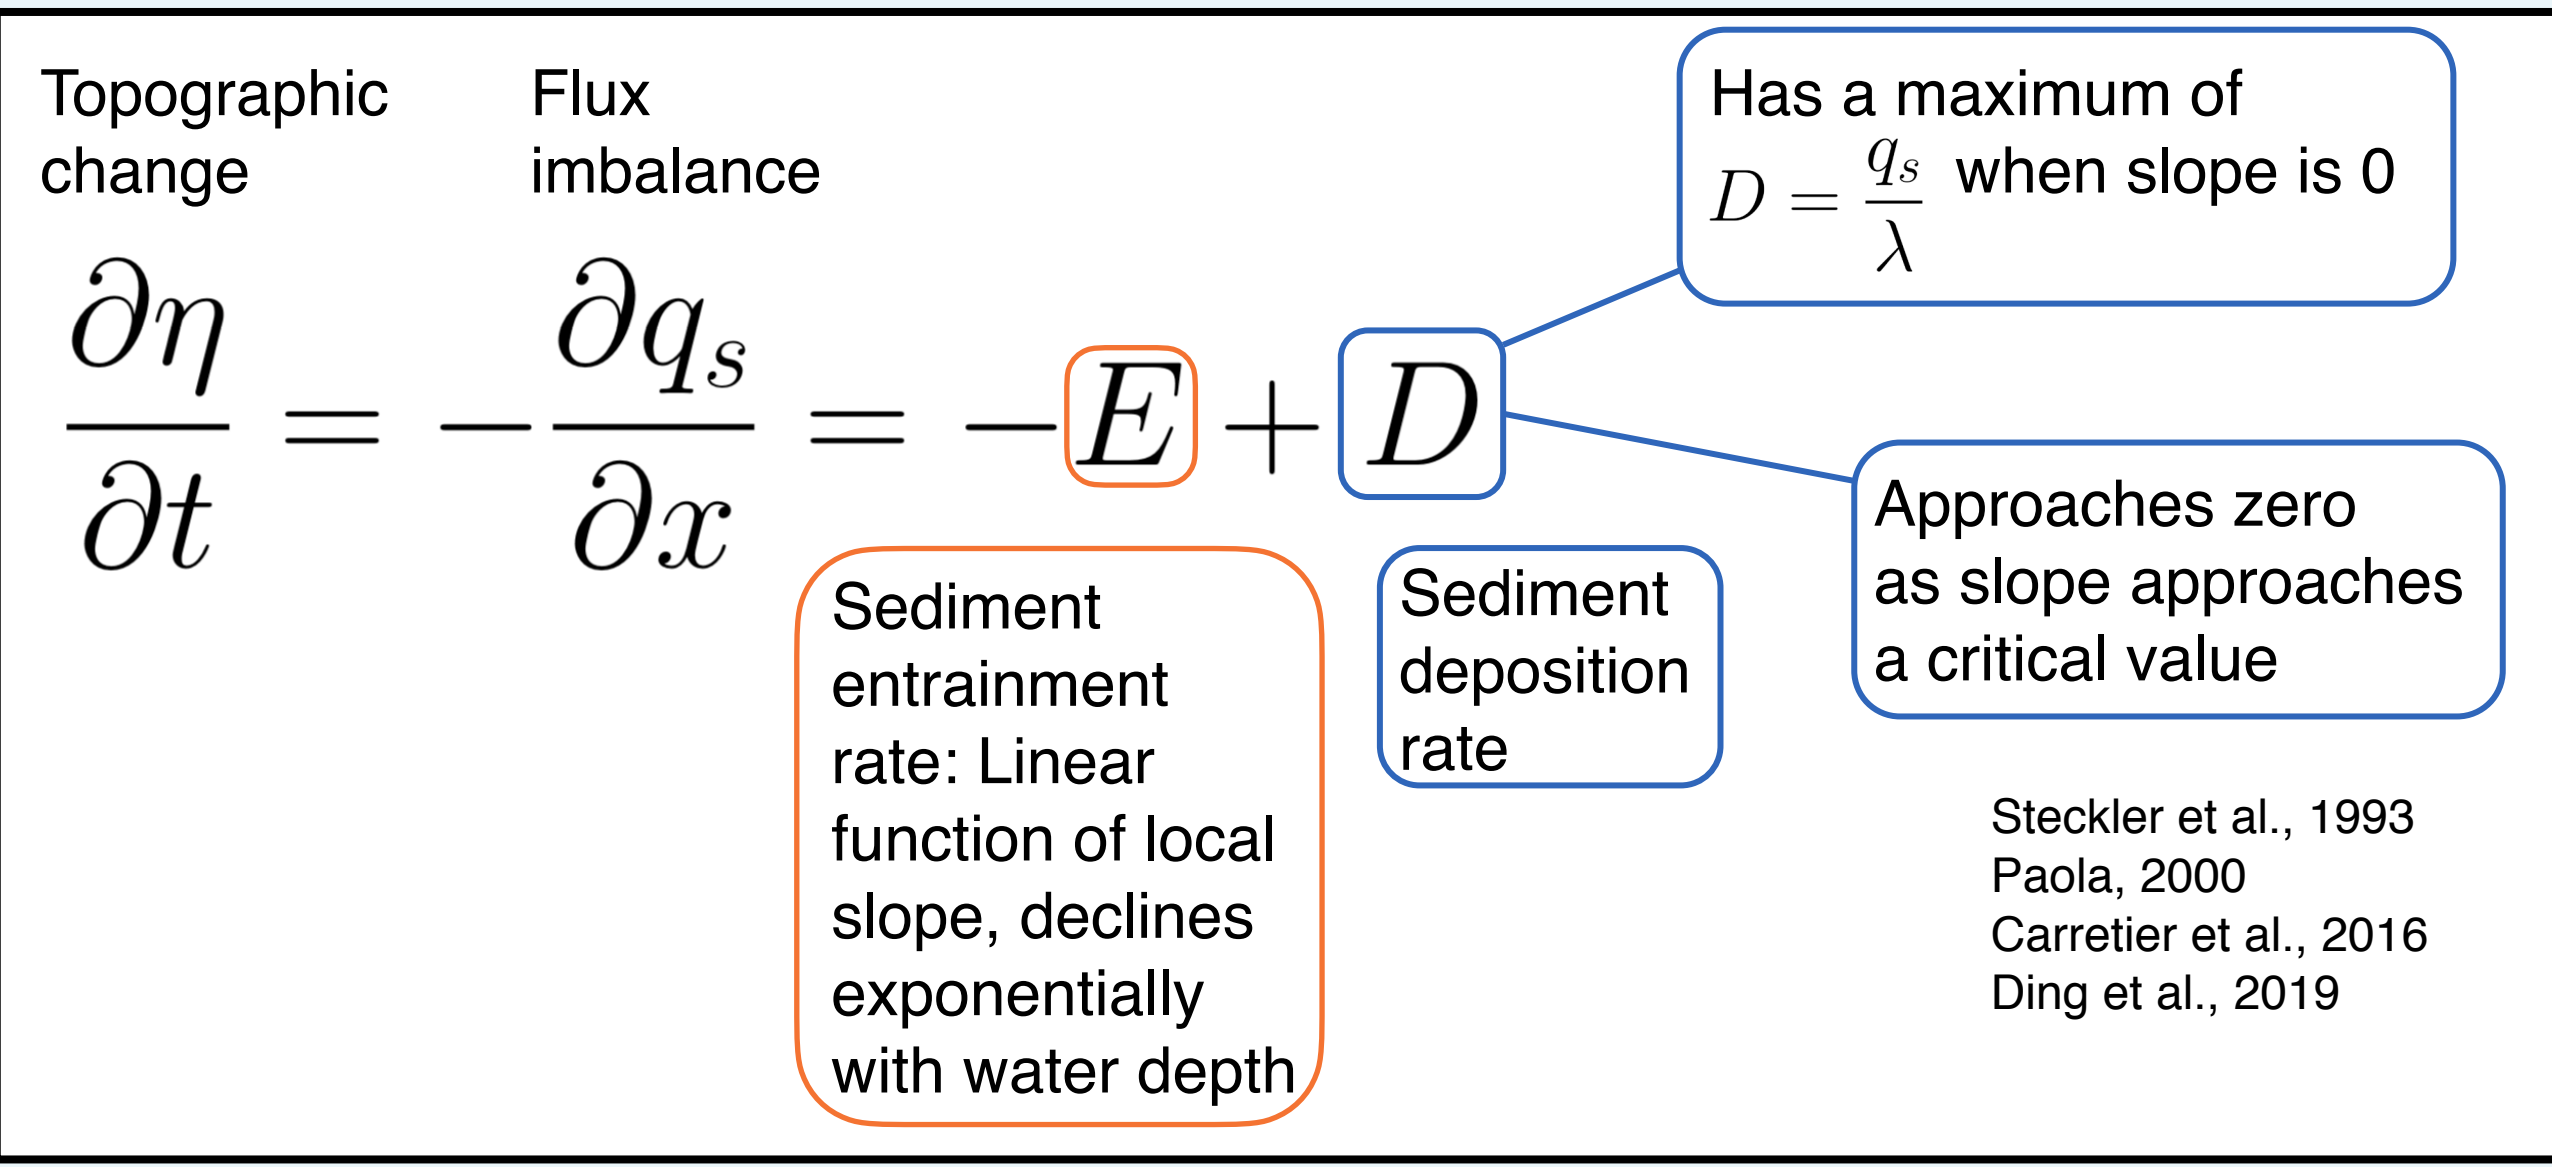 Topographic
change
Flux
imbalance
∂η/∂t = −∂qₛ/∂x = −E + D
Has a maximum of
D = qₛ/λ when slope is 0
Approaches zero
as slope approaches
a critical value
Sediment
entrainment
rate: Linear
function of local
slope, declines
exponentially
with water depth
Sediment
deposition
rate
Steckler et al., 1993
Paola, 2000
Carretier et al., 2016
Ding et al., 2019